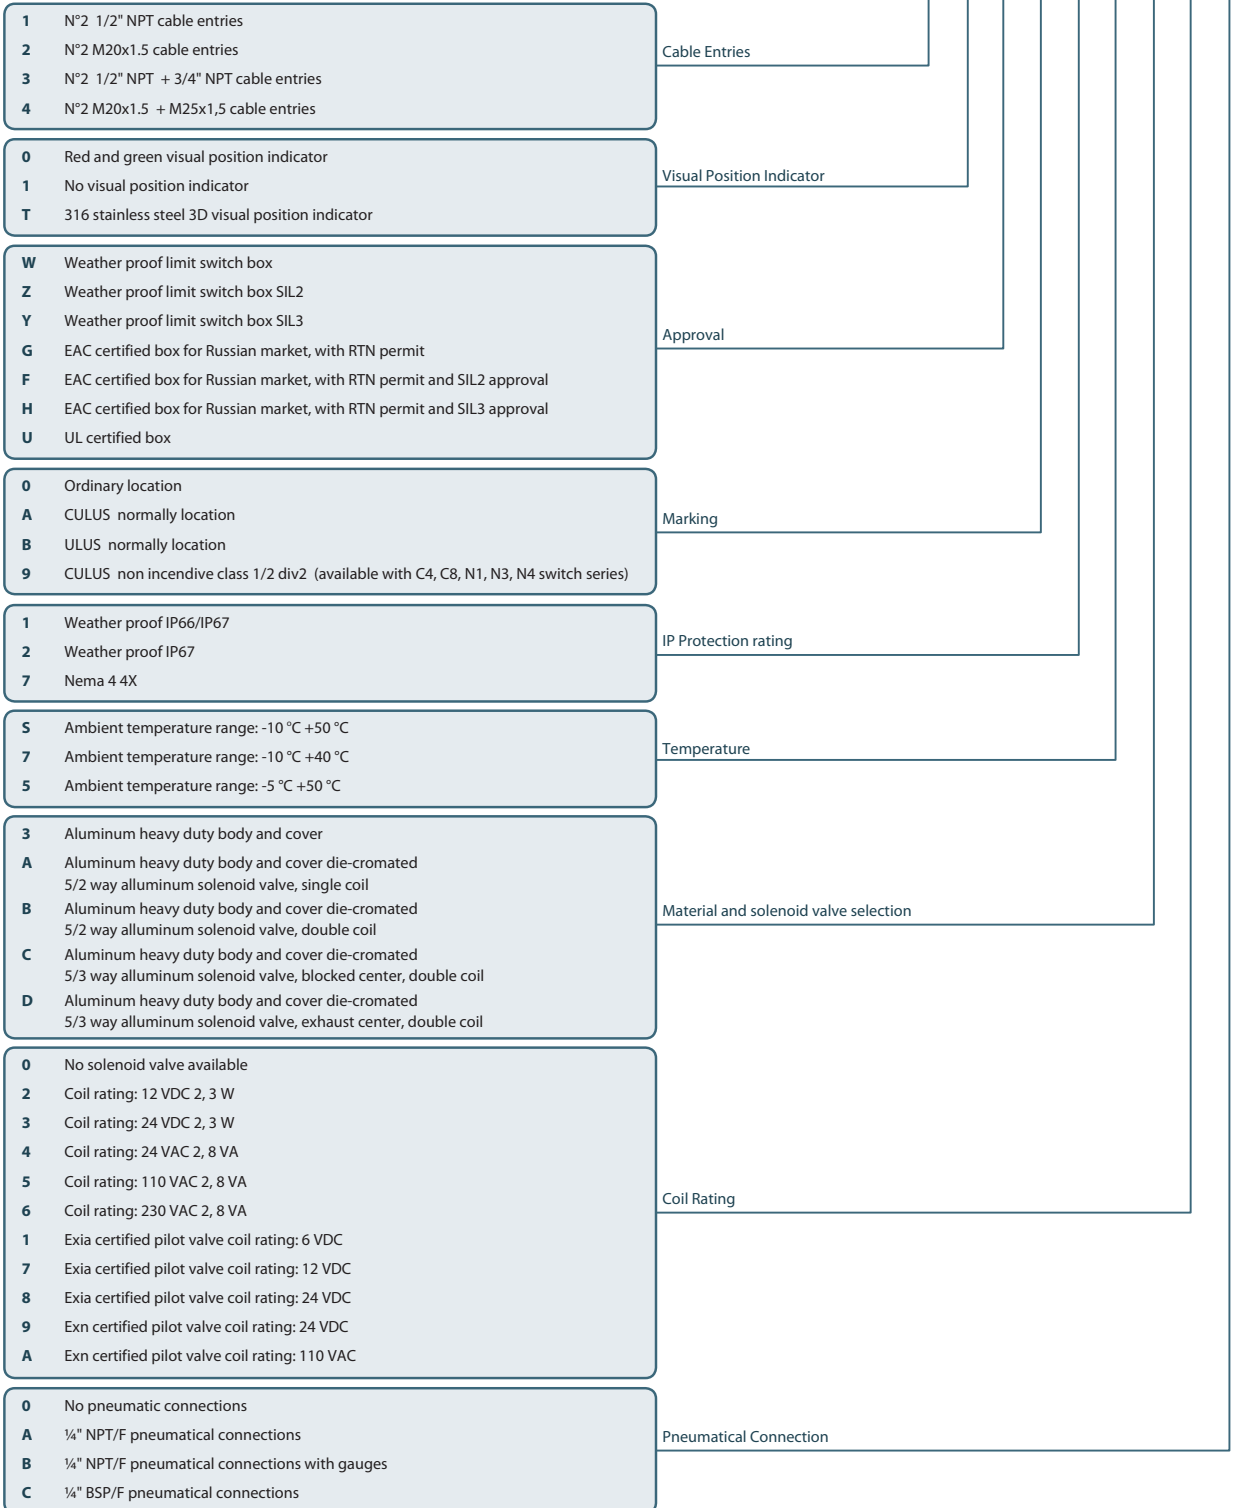 1 N°2 1/2" NPT cable entries
2 N°2 M20x1.5 cable entries
3 N°2 1/2" NPT + 3/4" NPT cable entries
4 N°2 M20x1.5 + M25x1,5 cable entries
Cable Entries
0 Red and green visual position indicator
1 No visual position indicator
T 316 stainless steel 3D visual position indicator
Visual Position Indicator
W Weather proof limit switch box
Z Weather proof limit switch box SIL2
Y Weather proof limit switch box SIL3
G EAC certified box for Russian market, with RTN permit
F EAC certified box for Russian market, with RTN permit and SIL2 approval
H EAC certified box for Russian market, with RTN permit and SIL3 approval
U UL certified box
Approval
0 Ordinary location
A CULUS normally location
B ULUS normally location
9 CULUS non incendive class 1/2 div2 (available with C4, C8, N1, N3, N4 switch series)
Marking
1 Weather proof IP66/IP67
2 Weather proof IP67
7 Nema 4 4X
IP Protection rating
S Ambient temperature range: -10 °C +50 °C
7 Ambient temperature range: -10 °C +40 °C
5 Ambient temperature range: -5 °C +50 °C
Temperature
3 Aluminum heavy duty body and cover
A Aluminum heavy duty body and cover die-cromated
5/2 way alluminum solenoid valve, single coil
B Aluminum heavy duty body and cover die-cromated
5/2 way alluminum solenoid valve, double coil
C Aluminum heavy duty body and cover die-cromated
5/3 way alluminum solenoid valve, blocked center, double coil
D Aluminum heavy duty body and cover die-cromated
5/3 way alluminum solenoid valve, exhaust center, double coil
Material and solenoid valve selection
0 No solenoid valve available
2 Coil rating: 12 VDC 2, 3 W
3 Coil rating: 24 VDC 2, 3 W
4 Coil rating: 24 VAC 2, 8 VA
5 Coil rating: 110 VAC 2, 8 VA
6 Coil rating: 230 VAC 2, 8 VA
1 Exia certified pilot valve coil rating: 6 VDC
7 Exia certified pilot valve coil rating: 12 VDC
8 Exia certified pilot valve coil rating: 24 VDC
9 Exn certified pilot valve coil rating: 24 VDC
A Exn certified pilot valve coil rating: 110 VAC
Coil Rating
0 No pneumatic connections
A ¼" NPT/F pneumatical connections
B ¼" NPT/F pneumatical connections with gauges
C ¼" BSP/F pneumatical connections
Pneumatical Connection